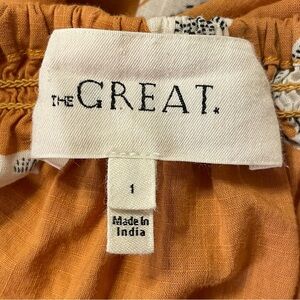 THE GREAT.
1
Made In
India